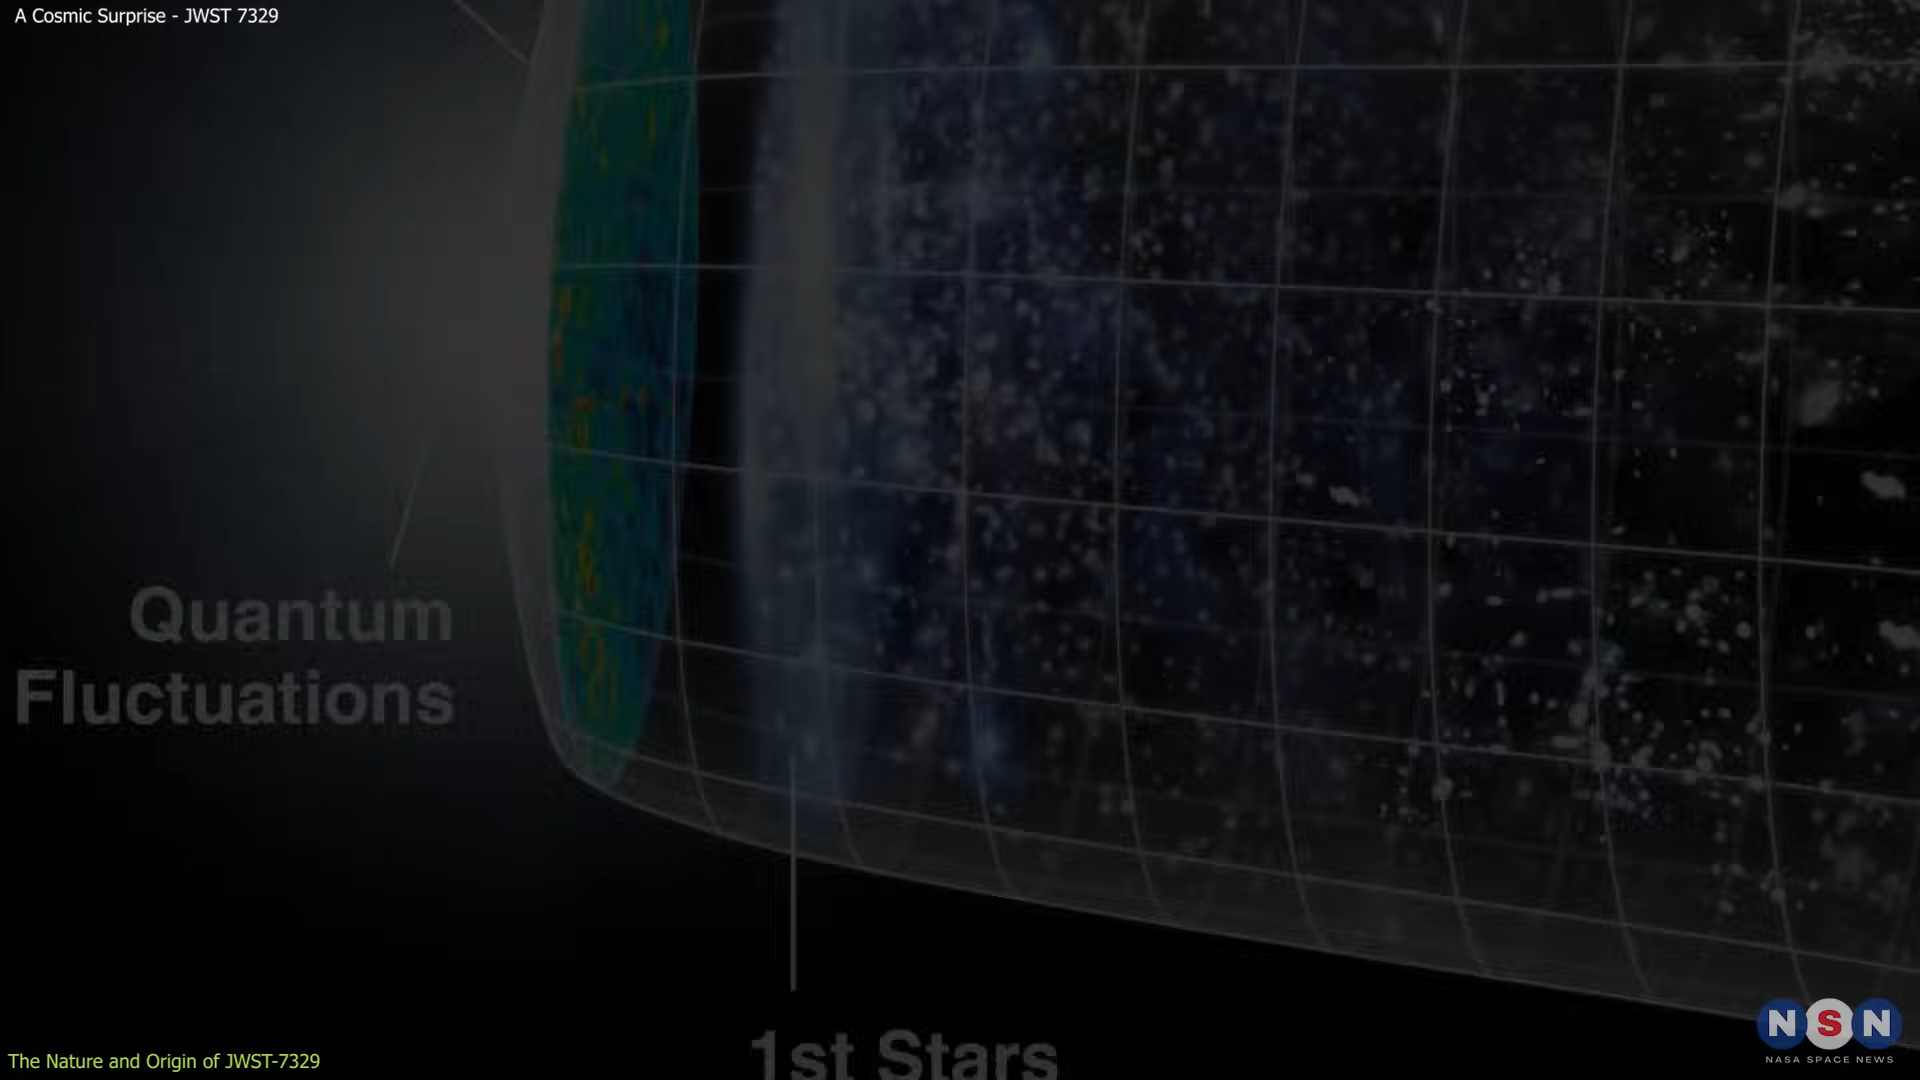 A Cosmic Surprise - JWST 7329
Quantum
Fluctuations
1st Stars
The Nature and Origin of JWST-7329
NSN
NASA SPACE NEWS